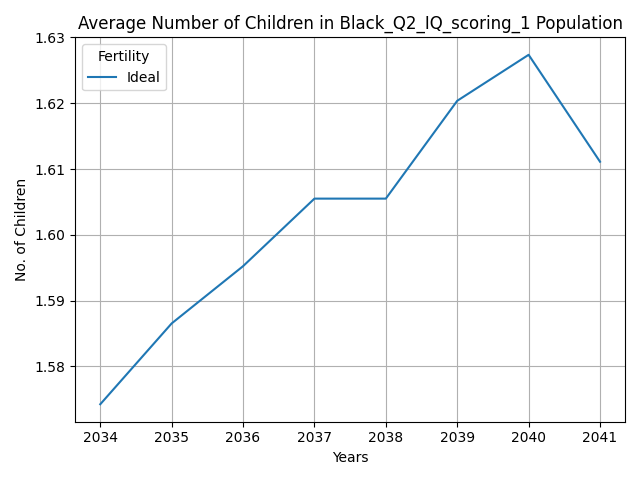 Average Number of Children in Black_Q2_IQ_scoring_1 Population
Fertility
Ideal
No. of Children
1.63
1.62
1.61
1.60
1.59
1.58
2034 2035 2036 2037 2038 2039 2040 2041
Years